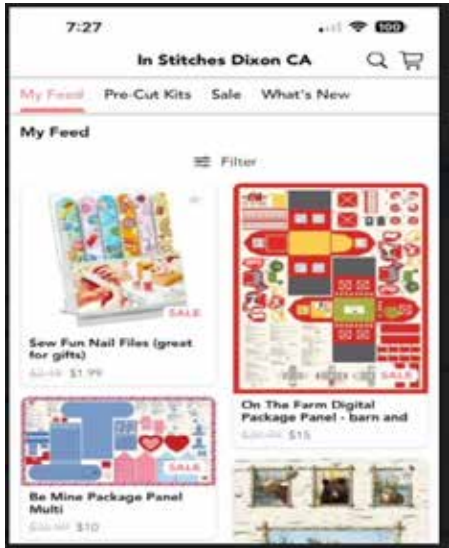 7:27
100
In Stitches Dixon CA
My Feed Pre-Cut Kits Sale What's New
My Feed
Filter
SALE
Sew Fun Nail Files (great
for gifts)
$1.99
SALE
On The Farm Digital
Package Panel - barn and
$15
SALE
Be Mine Package Panel
Multi
$10